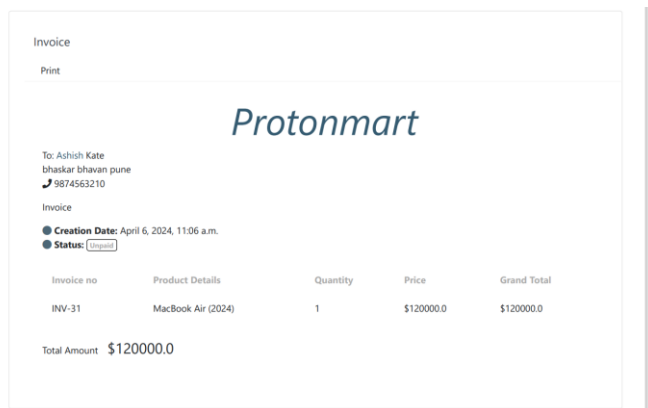 Invoice
Print
Protonmart
To: Ashish Kate
bhaskar bhavan pune
9874563210
Invoice
Creation Date: April 6, 2024, 11:06 a.m.
Status: Unpaid
Invoice no Product Details Quantity Price Grand Total
INV-31 MacBook Air (2024) 1 $120000.0 $120000.0
Total Amount $120000.0